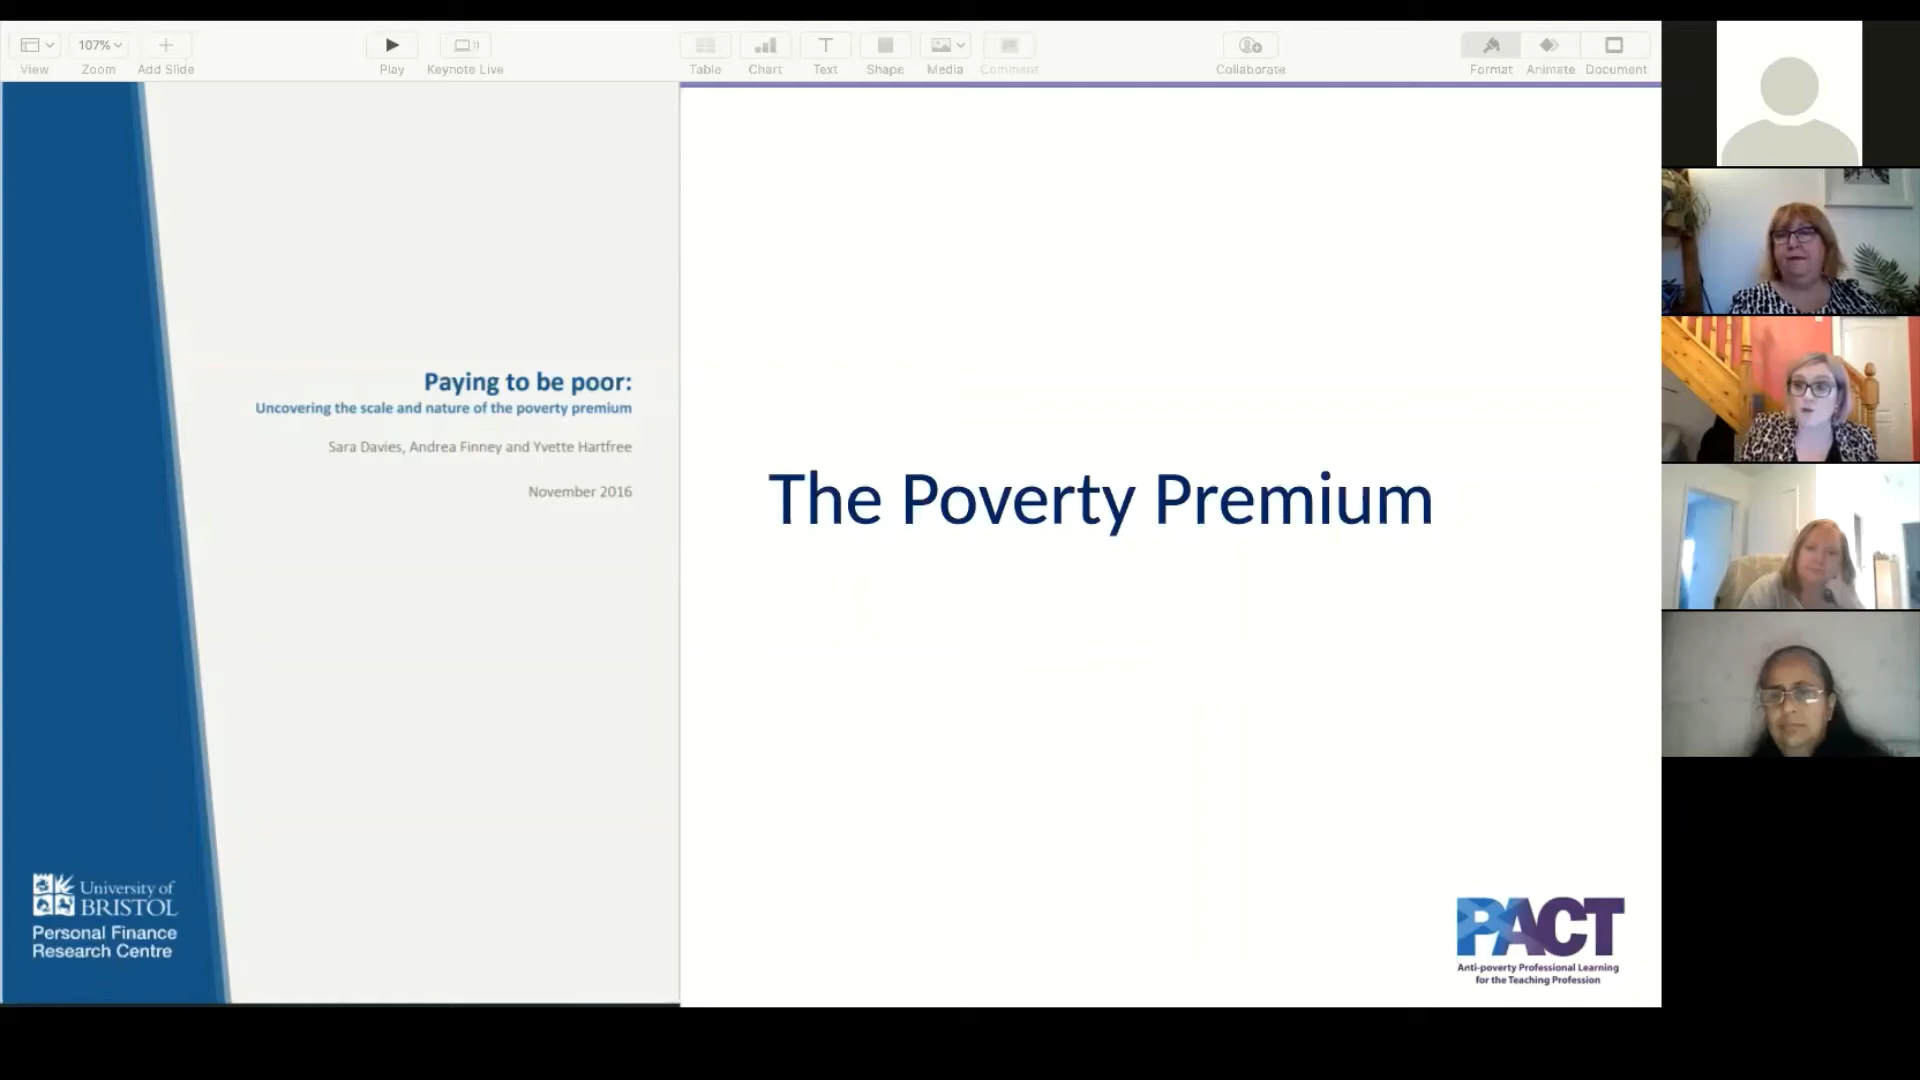 View
107%
Zoom
Add Slide
Play
Keynote Live
Table
Chart
Text
Shape
Media
Comment
Collaborate
Format
Animate
Document
Paying to be poor:
Uncovering the scale and nature of the poverty premium
Sara Davies, Andrea Finney and Yvette Hartfree
November 2016
University of
BRISTOL
Personal Finance
Research Centre
The Poverty Premium
PACT
Anti-poverty Professional Learning
for the Teaching Profession